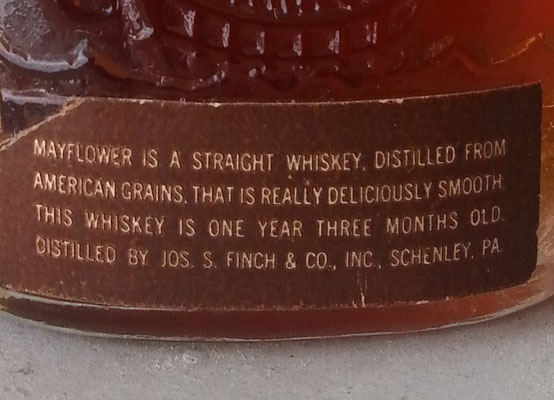 MAYFLOWER IS A STRAIGHT WHISKEY, DISTILLED FROM
AMERICAN GRAINS, THAT IS REALLY DELICIOUSLY SMOOTH.
THIS WHISKEY IS ONE YEAR THREE MONTHS OLD.
DISTILLED BY JOS. S. FINCH & CO., INC., SCHENLEY, PA.